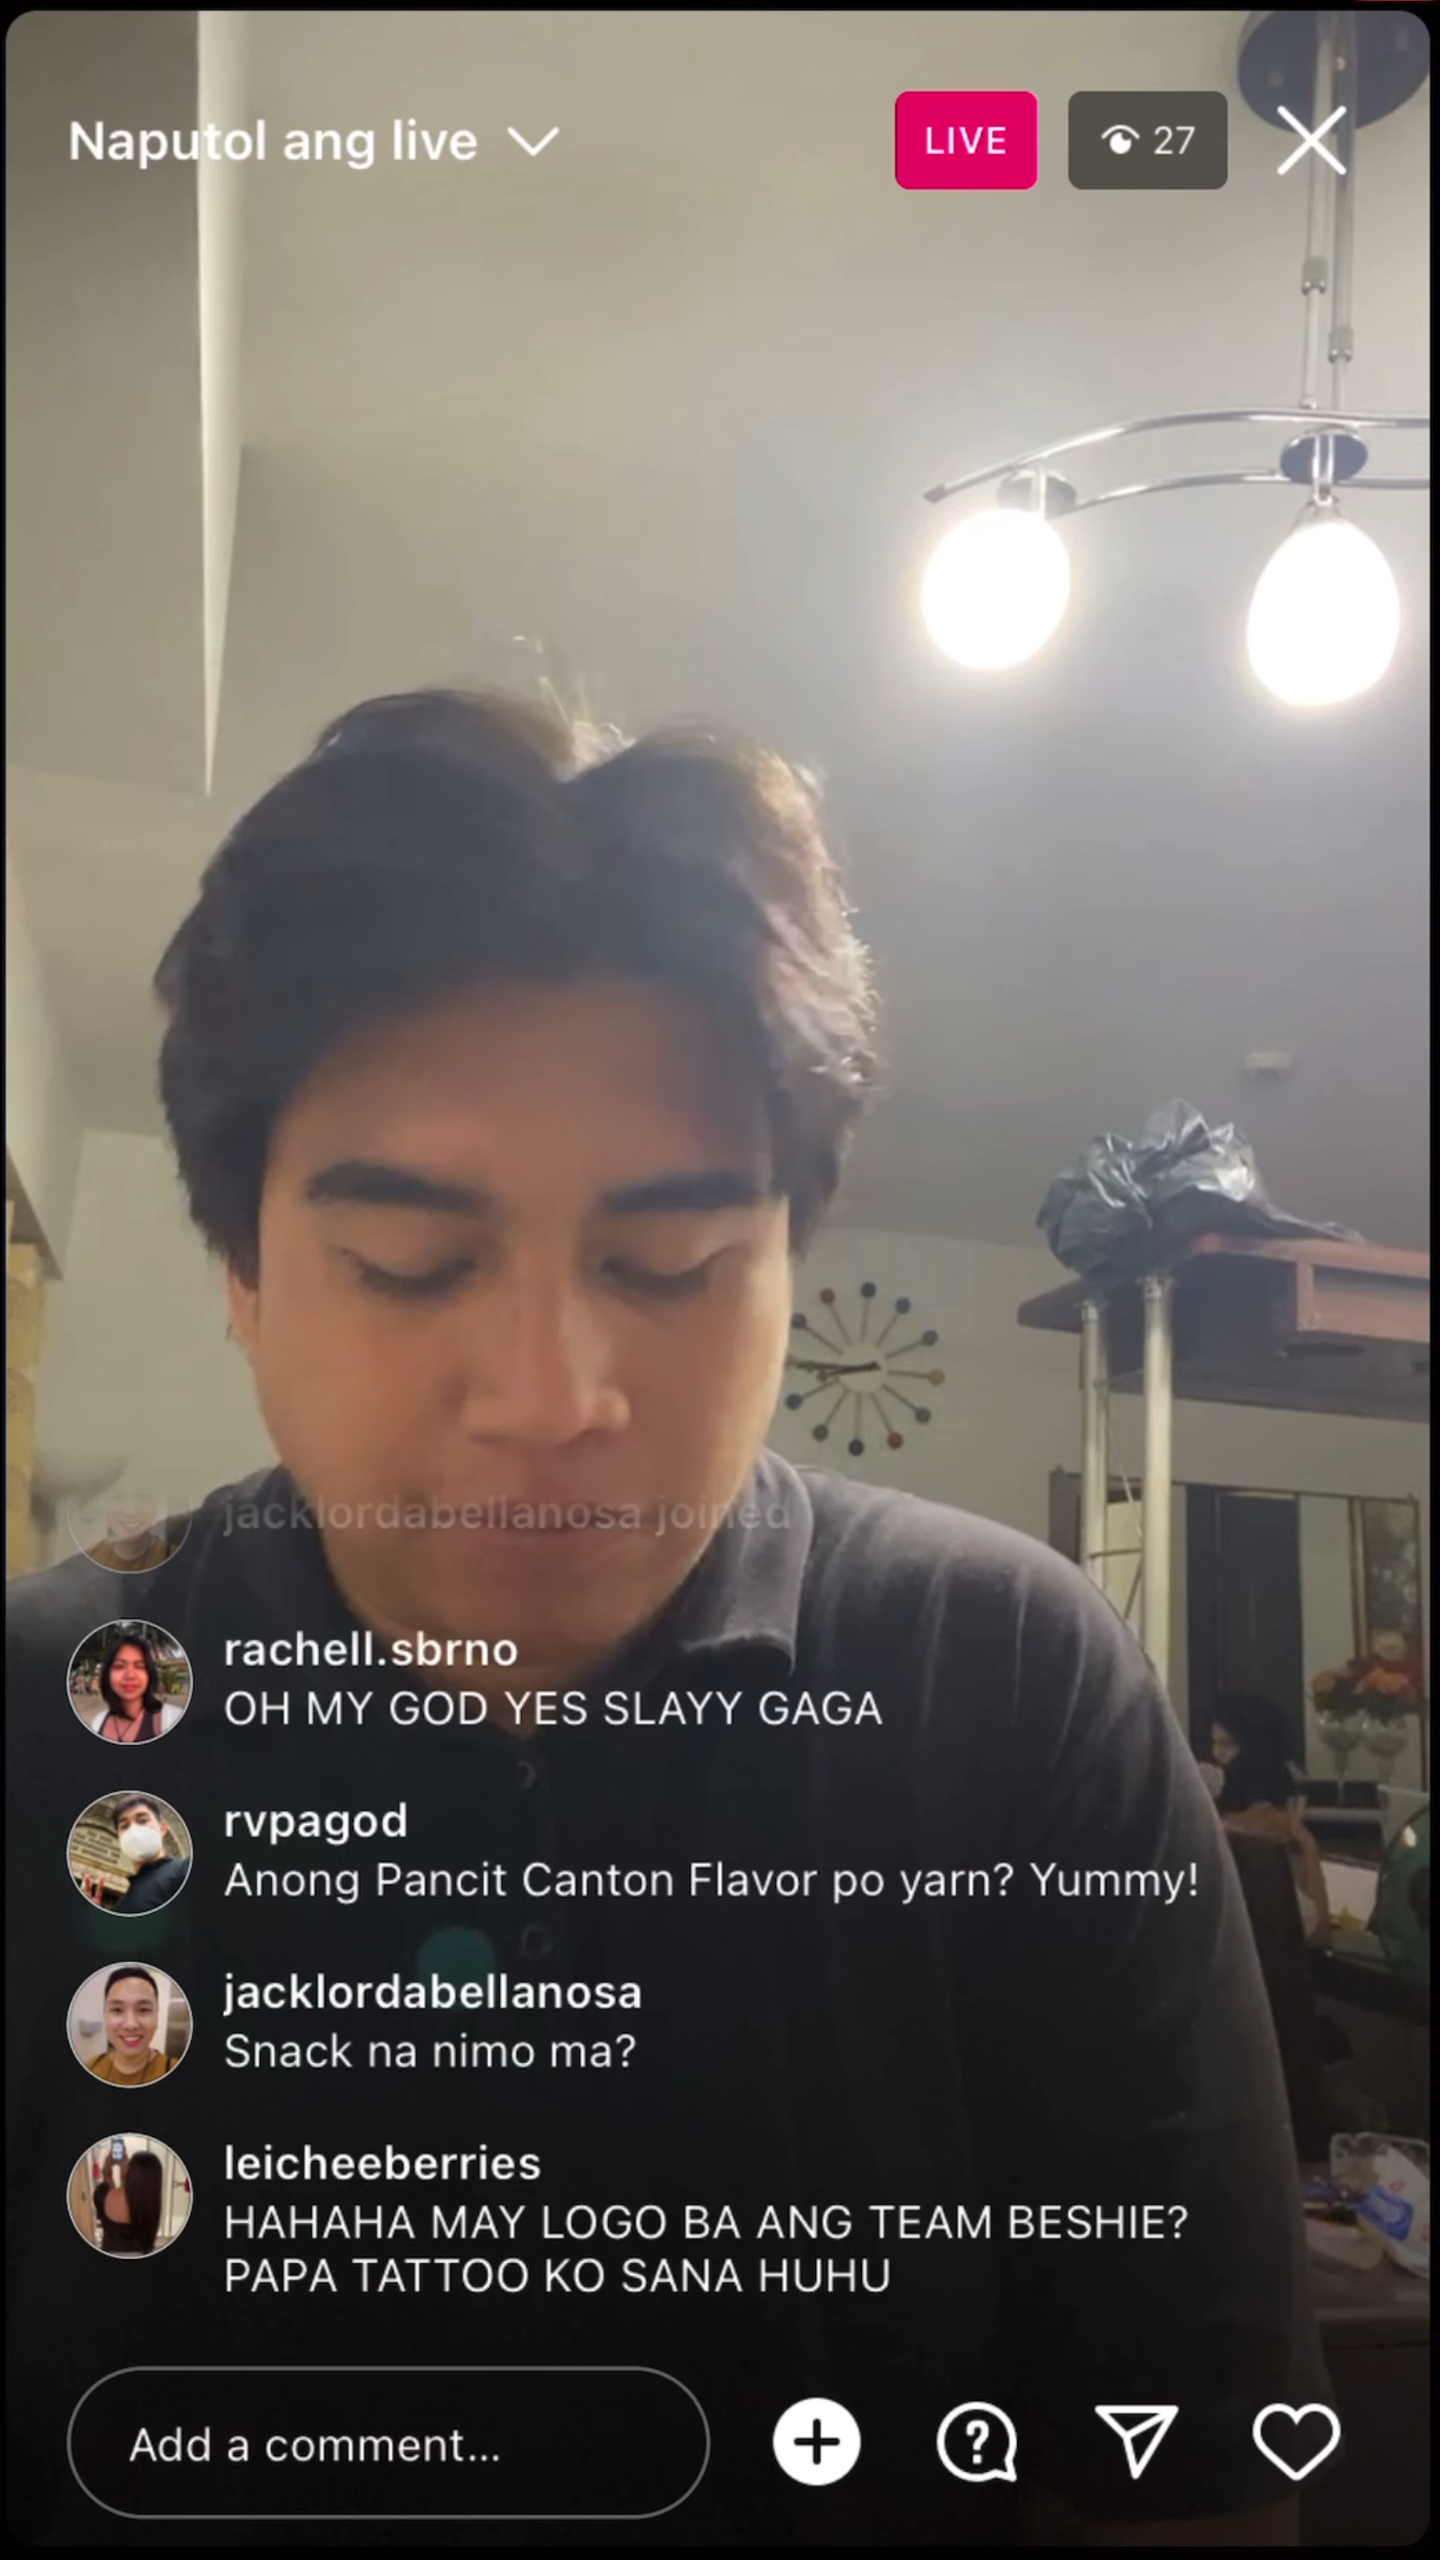 Naputol ang live
LIVE
27
jacklordabellanosa joined
rachell.sbrno
OH MY GOD YES SLAYY GAGA
rvpagod
Anong Pancit Canton Flavor po yarn? Yummy!
jacklordabellanosa
Snack na nimo ma?
leicheeberries
HAHAHA MAY LOGO BA ANG TEAM BESHIE?
PAPA TATTOO KO SANA HUHU
Add a comment...